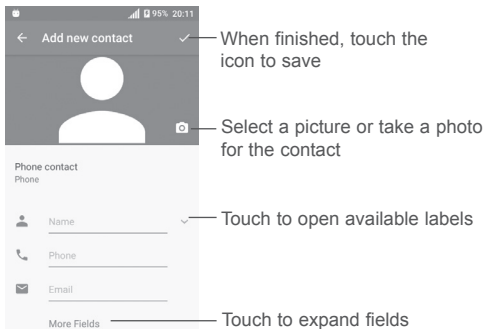 95% 20:11
Add new contact
When finished, touch the
icon to save
Select a picture or take a photo
for the contact
Phone contact
Phone
Name
Touch to open available labels
Phone
Email
More Fields
Touch to expand fields